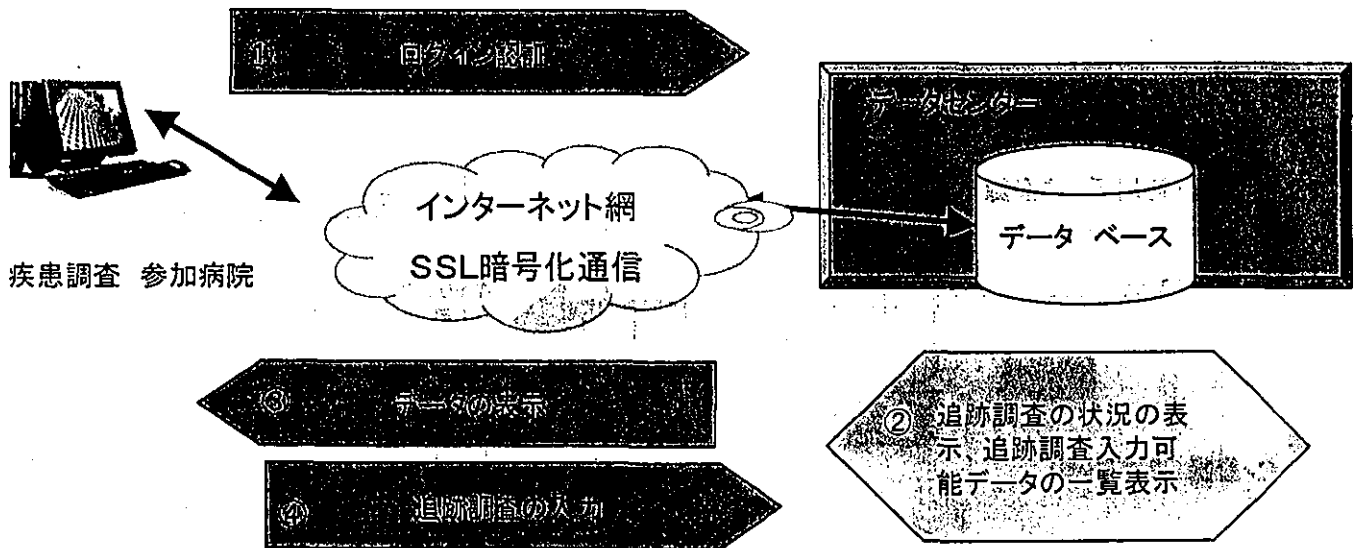 ① ログイン認証
データセンター
インターネット網
SSL暗号化通信
データ ベース
疾患調査 参加病院
③ データの表示
② 追跡調査の状況の表
示、追跡調査入力可
能データの一覧表示
④ 追跡調査の入力